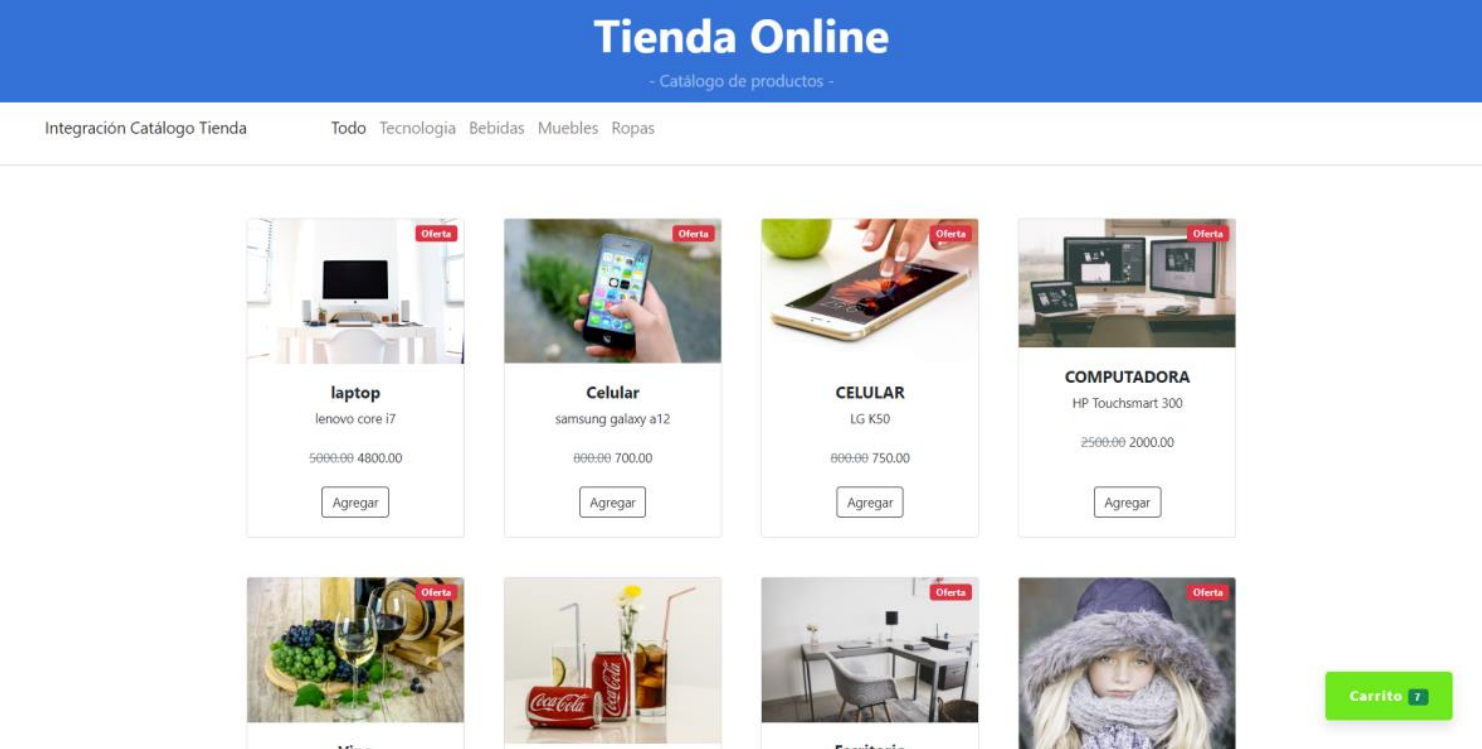 Tienda Online
- Catálogo de productos -
Integración Catálogo Tienda Todo Tecnologia Bebidas Muebles Ropas
Oferta Oferta Oferta Oferta
laptop
lenovo core i7
5000.00 4800.00
Agregar
Celular
samsung galaxy a12
800.00 700.00
Agregar
CELULAR
LG K50
800.00 750.00
Agregar
COMPUTADORA
HP Touchsmart 300
2500.00 2000.00
Agregar
Oferta Oferta Oferta
Coca-Cola
Coca-Cola
Carrito 7